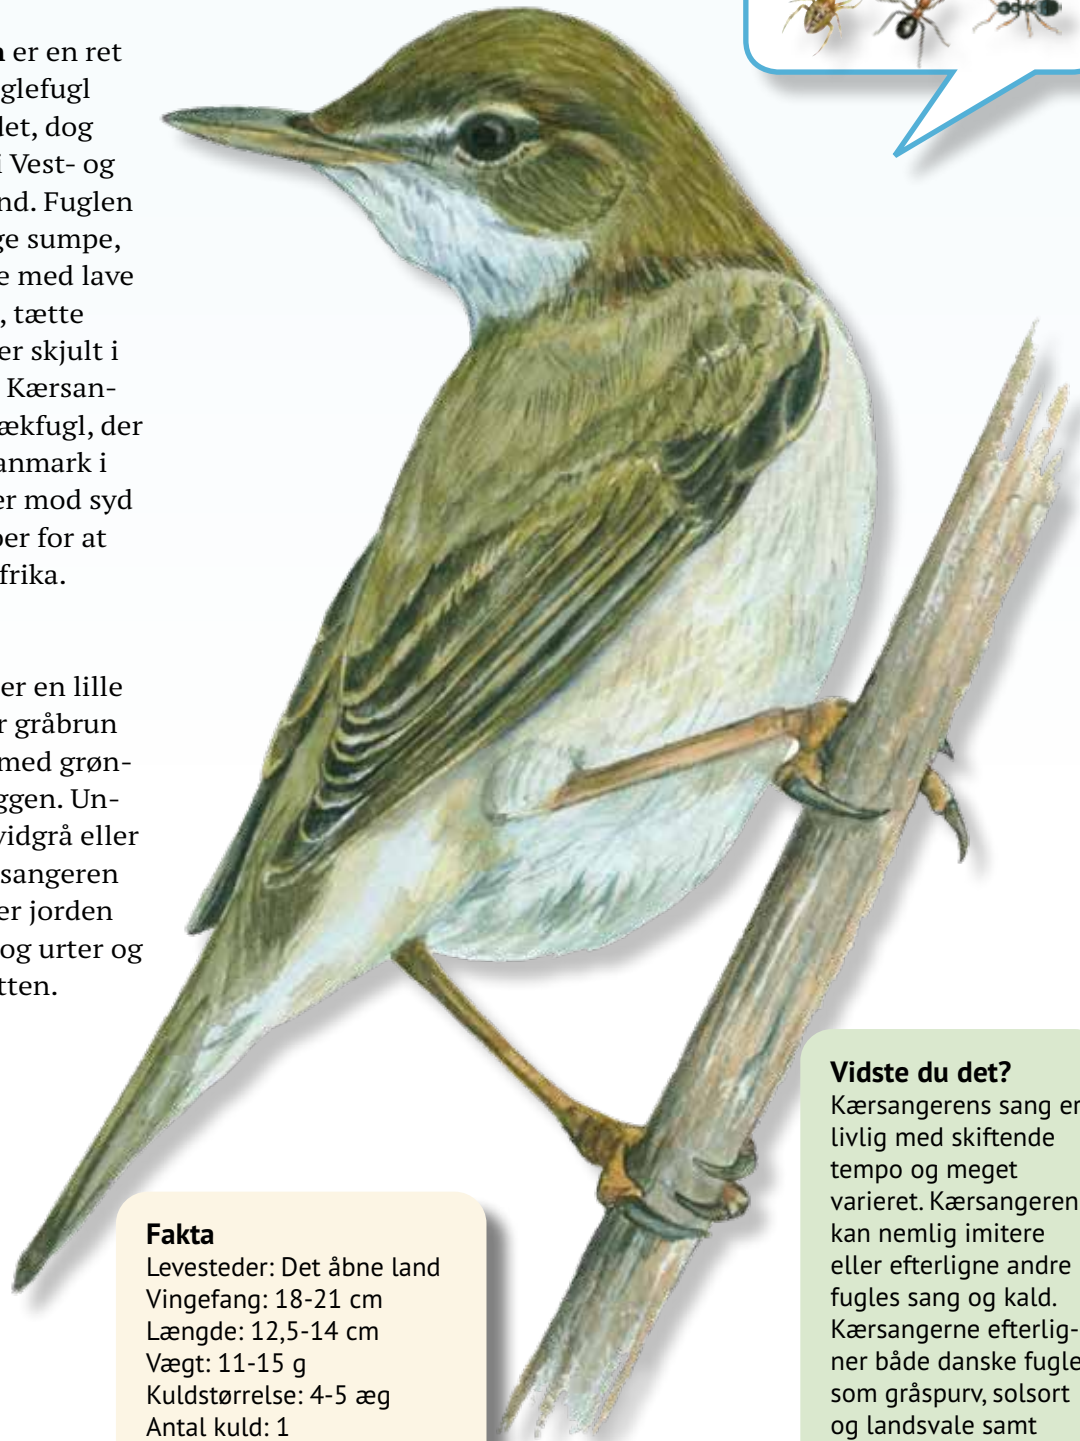 er en ret
glefugl
det, dog
i Vest- og
nd. Fuglen
ge sumpe,
e med lave
, tætte
er skjult i
Kærsan-
ækfugl, der
anmark i
er mod syd
ber for at
frika.
er en lille
r gråbrun
med grøn-
ggen. Un-
vidgrå eller
sangeren
er jorden
og urter og
tten.
Fakta
Levesteder: Det åbne land
Vingefang: 18-21 cm
Længde: 12,5-14 cm
Vægt: 11-15 g
Kuldstørrelse: 4-5 æg
Antal kuld: 1
Vidste du det?
Kærsangerens sang er
livlig med skiftende
tempo og meget
varieret. Kærsangeren
kan nemlig imitere
eller efterligne andre
fugles sang og kald.
Kærsangerne efterlig-
ner både danske fugle
som gråspurv, solsort
og landsvale samt